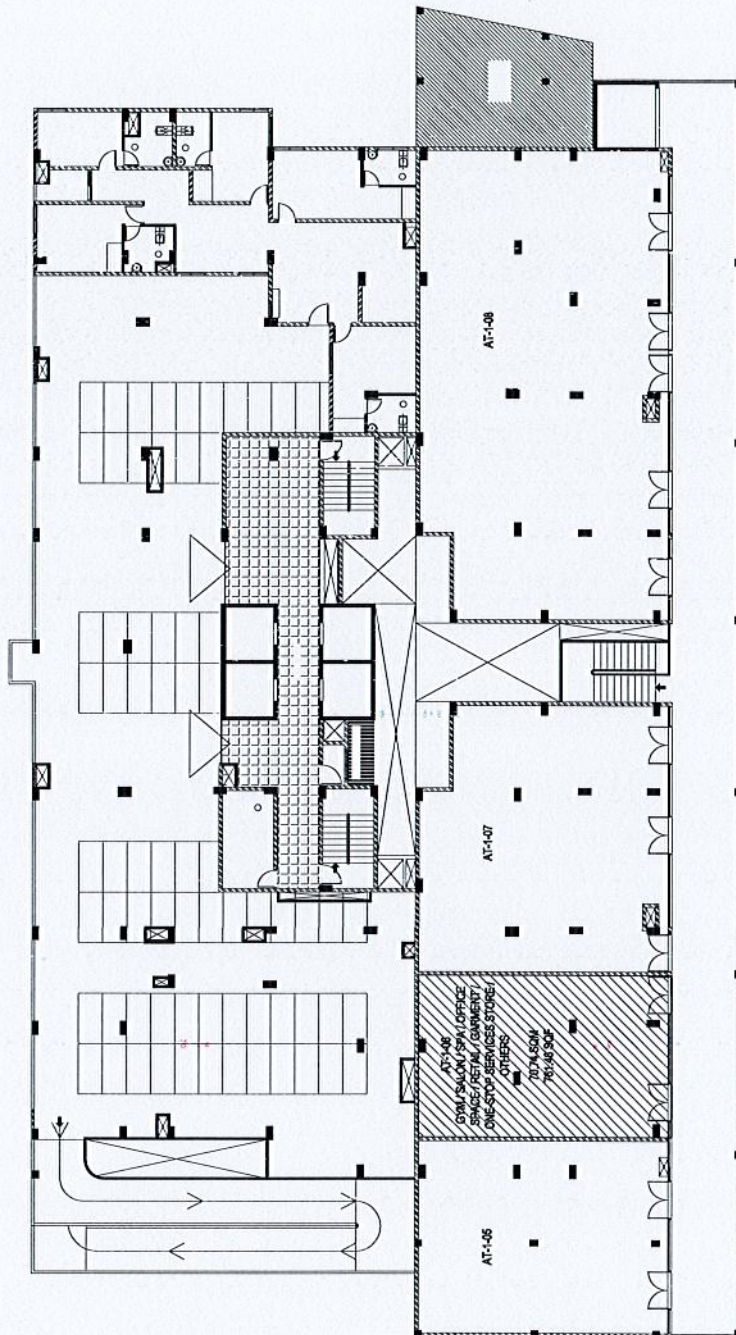 AT-1-08
AT-1-07
AT-1-06
GYM / SALON / SPA / OFFICE
SPACE / RETAIL / GARMENT /
ONE-STOP SERVICES STORE /
OTHERS
70.74 SQM
761.46 SQF
AT-1-05